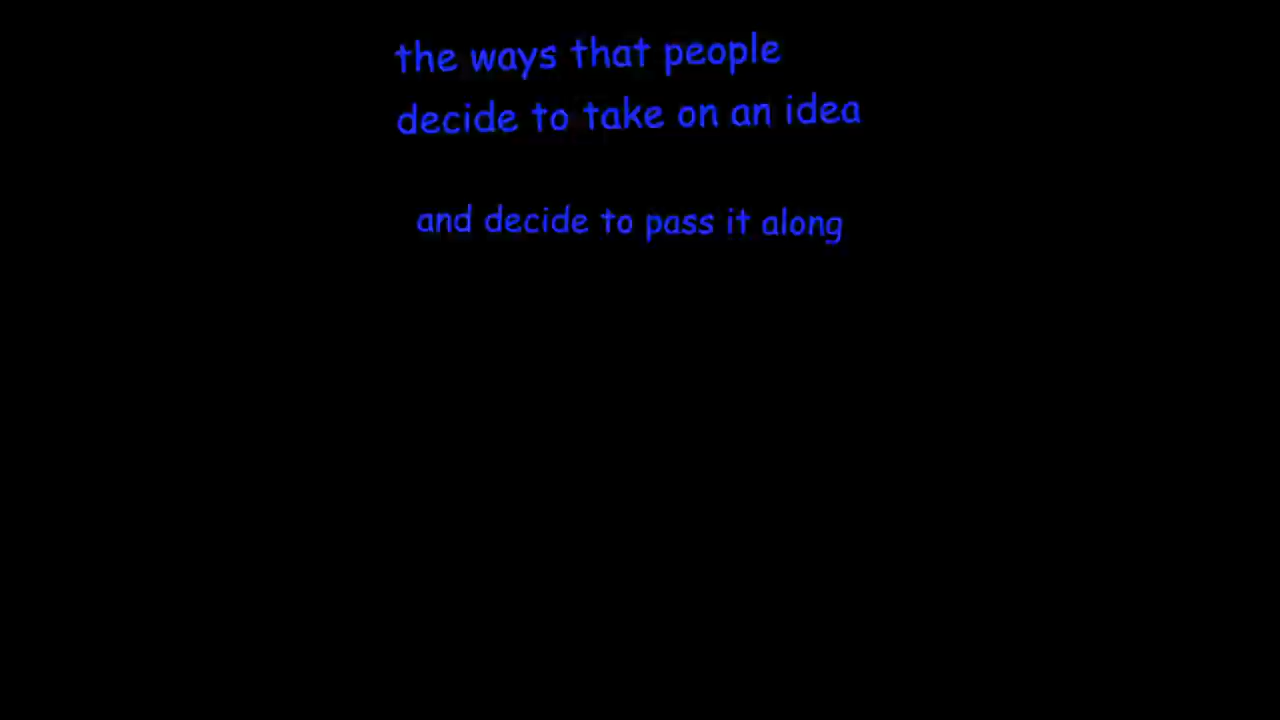 the ways that people
decide to take on an idea
and decide to pass it along